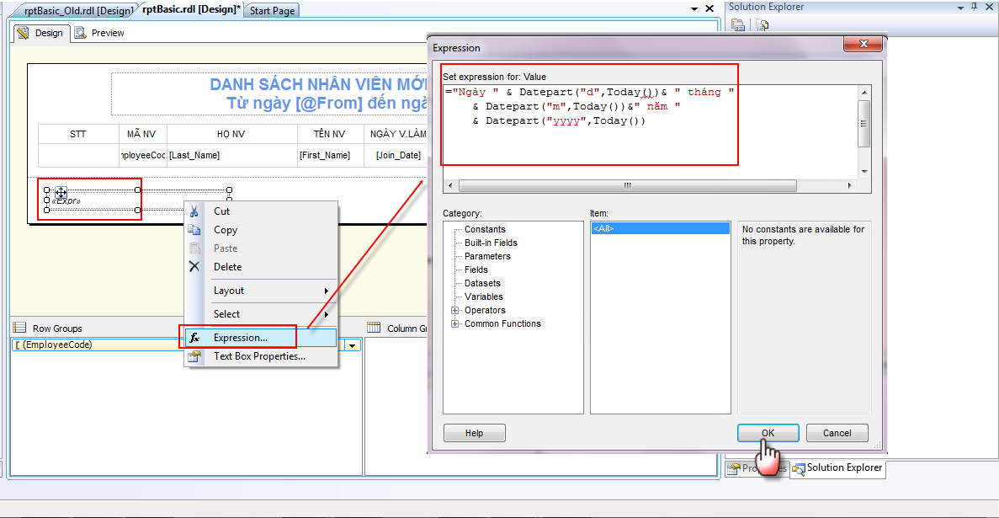 rptBasic_Old.rdl [Design]
rptBasic.rdl [Design]*
Start Page
Solution Explorer
Design
Preview
DANH SÁCH NHÂN VIÊN MỚI
Từ ngày [@From] đến ngà
STT
MÃ NV
HỌ NV
TÊN NV
NGÀY V.LÀM
mployeeCod
[Last_Name]
[First_Name]
[Join_Date]
«Expr»
Cut
Copy
Paste
Delete
Layout
Select
Expression...
Text Box Properties...
Row Groups
Column Gr
(EmployeeCode)
Expression
Set expression for: Value
="Ngày " & Datepart("d",Today())& " tháng "
& Datepart("m",Today())&" năm "
& Datepart("yyyy",Today())
Category:
Constants
Built-in Fields
Parameters
Fields
Datasets
Variables
Operators
Common Functions
Item:
<All>
No constants are available for
this property.
Help
OK
Cancel
Solution Explorer